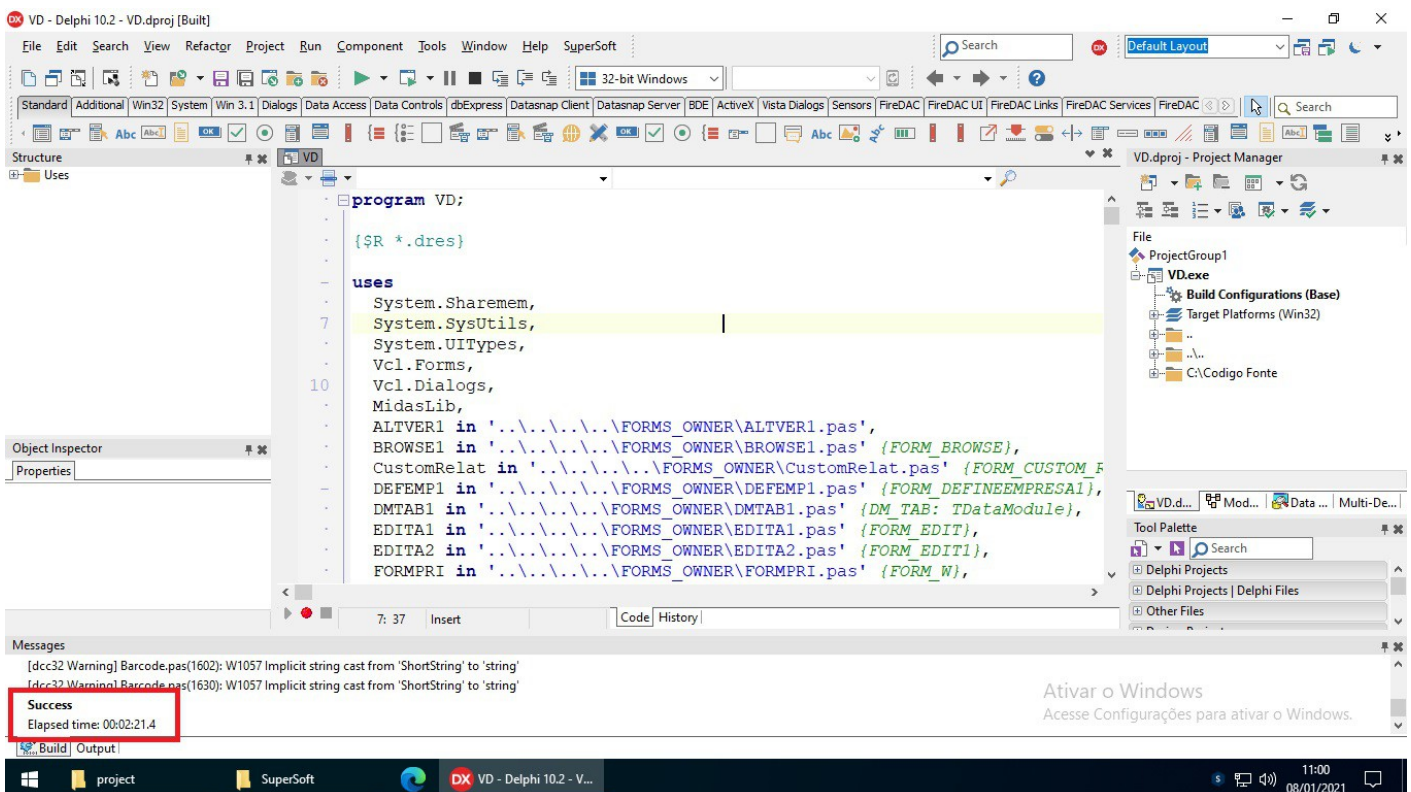 VD - Delphi 10.2 - VD.dproj [Built]
File Edit Search View Refactor Project Run Component Tools Window Help SuperSoft
Search
Default Layout
32-bit Windows
Standard Additional Win32 System Win 3.1 Dialogs Data Access Data Controls dbExpress Datasnap Client Datasnap Server BDE ActiveX Vista Dialogs Sensors FireDAC FireDAC UI FireDAC Links FireDAC Services FireDAC
Search
Structure
Uses
VD
program VD;
{$R *.dres}
uses
System.Sharemem,
7 System.SysUtils,
System.UITypes,
Vcl.Forms,
10 Vcl.Dialogs,
MidasLib,
ALTVER1 in '..\..\..\..\FORMS_OWNER\ALTVER1.pas',
BROWSE1 in '..\..\..\..\FORMS_OWNER\BROWSE1.pas' {FORM_BROWSE},
CustomRelat in '..\..\..\..\FORMS_OWNER\CustomRelat.pas' {FORM_CUSTOM_R
DEFEMP1 in '..\..\..\..\FORMS_OWNER\DEFEMP1.pas' {FORM_DEFINEEMPRESA1},
DMTAB1 in '..\..\..\..\FORMS_OWNER\DMTAB1.pas' {DM_TAB: TDataModule},
EDITA1 in '..\..\..\..\FORMS_OWNER\EDITA1.pas' {FORM_EDIT},
EDITA2 in '..\..\..\..\FORMS_OWNER\EDITA2.pas' {FORM_EDIT1},
FORMPRI in '..\..\..\..\FORMS_OWNER\FORMPRI.pas' {FORM_W},
7: 37 Insert
Code History
Object Inspector
Properties
VD.dproj - Project Manager
File
ProjectGroup1
VD.exe
Build Configurations (Base)
Target Platforms (Win32)
..
..\..
C:\Codigo Fonte
VD.d... Mod... Data ... Multi-De...
Tool Palette
Search
Delphi Projects
Delphi Projects | Delphi Files
Other Files
Messages
[dcc32 Warning] Barcode.pas(1602): W1057 Implicit string cast from 'ShortString' to 'string'
[dcc32 Warning] Barcode.pas(1630): W1057 Implicit string cast from 'ShortString' to 'string'
Success
Elapsed time: 00:02:21.4
Build Output
Ativar o Windows
Acesse Configurações para ativar o Windows.
project
SuperSoft
VD - Delphi 10.2 - V...
11:00
08/01/2021